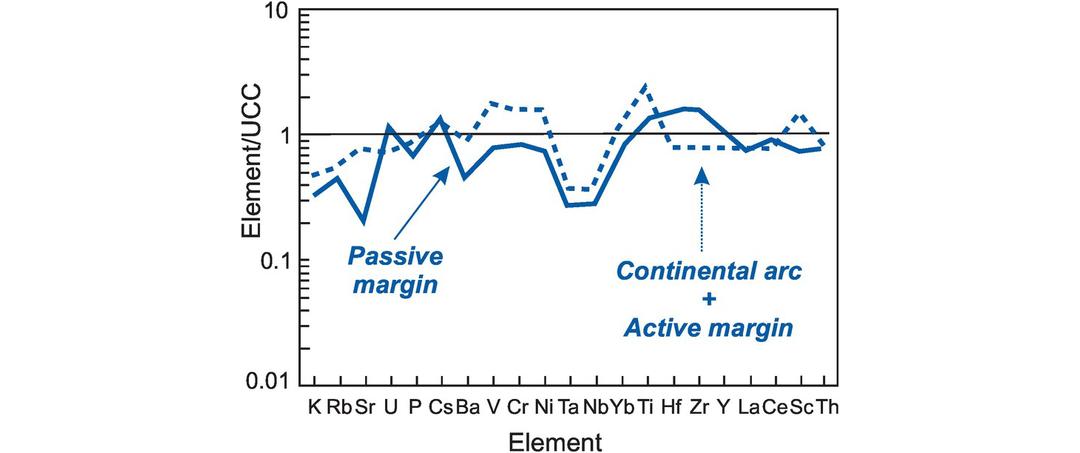 10
1
0.1
0.01
Element/UCC
Passive
margin
Continental arc
+
Active margin
K Rb Sr U P Cs Ba V Cr Ni Ta Nb Yb Ti Hf Zr Y La Ce Sc Th
Element